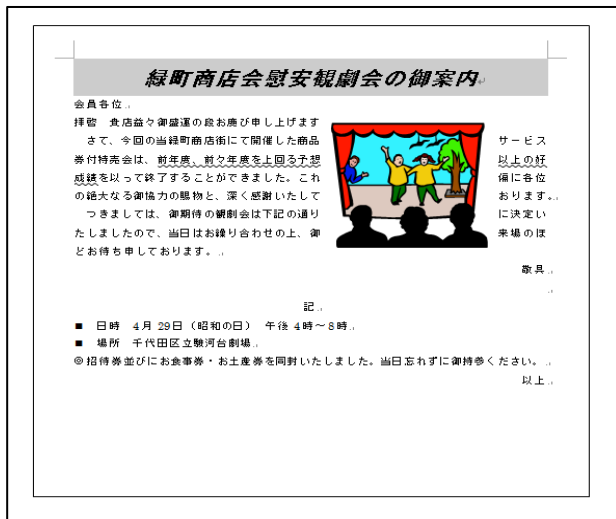 緑町商店会慰安観劇会の御案内
会員各位
拝啓 貴店益々御盛運の段お慶び申し上げます
さて、今回の当緑町商店街にて開催した商品 サービス
券付特売会は、前年度、前々年度を上回る予想 以上の好
成績を以って終了することができました。これ 偏に各位
の絶大なる御協力の賜物と、深く感謝いたして おります。
つきましては、御期待の観劇会は下記の通り に決定い
たしましたので、当日はお繰り合わせの上、御 来場のほ
どお待ち申しております。
敬具
記
■ 日時 4月29日（昭和の日） 午後4時～8時
■ 場所 千代田区立駿河台劇場
◎招待券並びにお食事券・お土産券を同封いたしました。当日忘れずに御持参ください。
以上